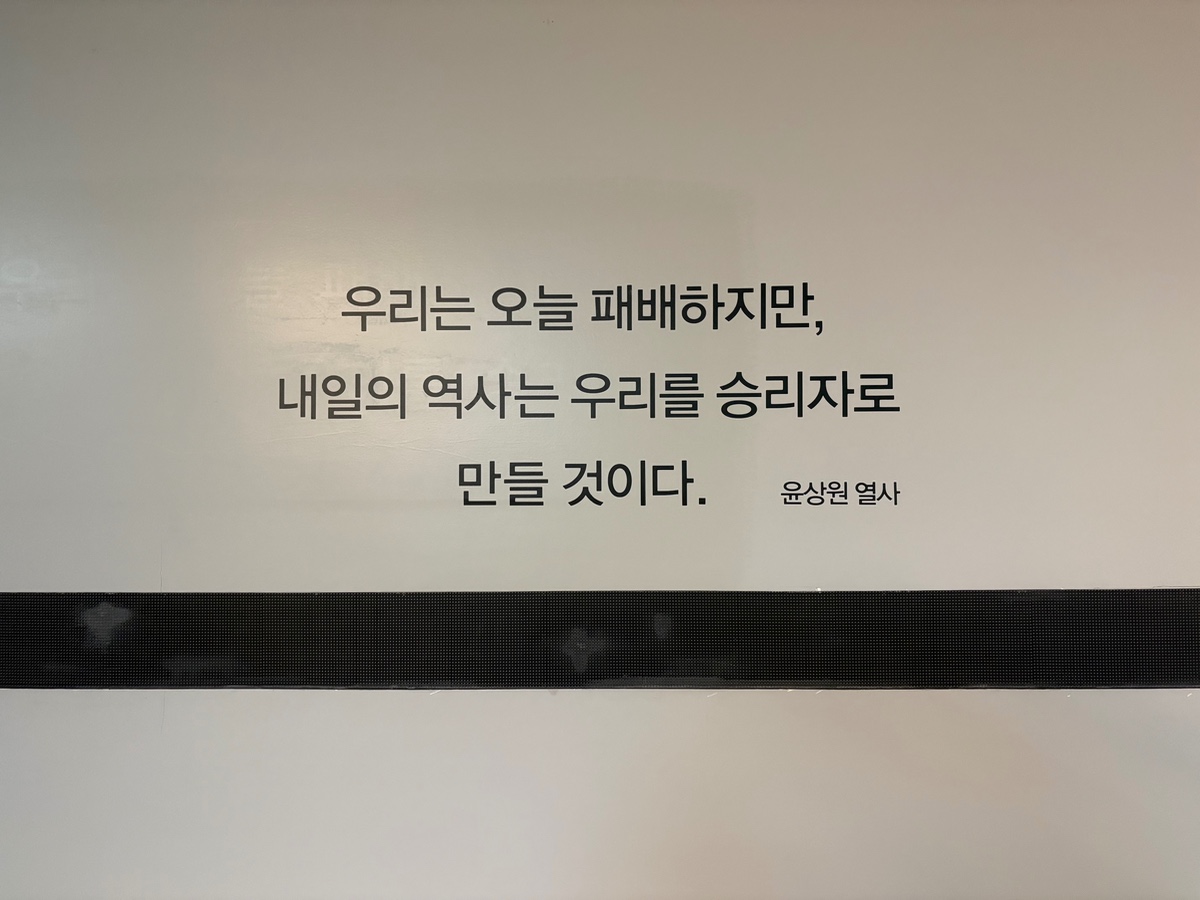 우리는 오늘 패배하지만,
내일의 역사는 우리를 승리자로
만들 것이다. 윤상원 열사